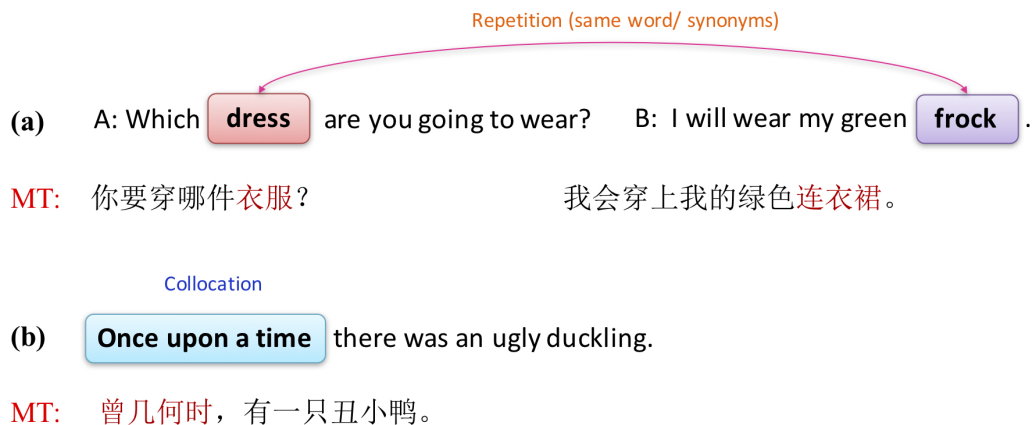 Repetition (same word/ synonyms)
(a) A: Which dress are you going to wear? B: I will wear my green frock .
MT: 你要穿哪件衣服？ 我会穿上我的绿色连衣裙。
Collocation
(b) Once upon a time there was an ugly duckling.
MT: 曾几何时，有一只丑小鸭。